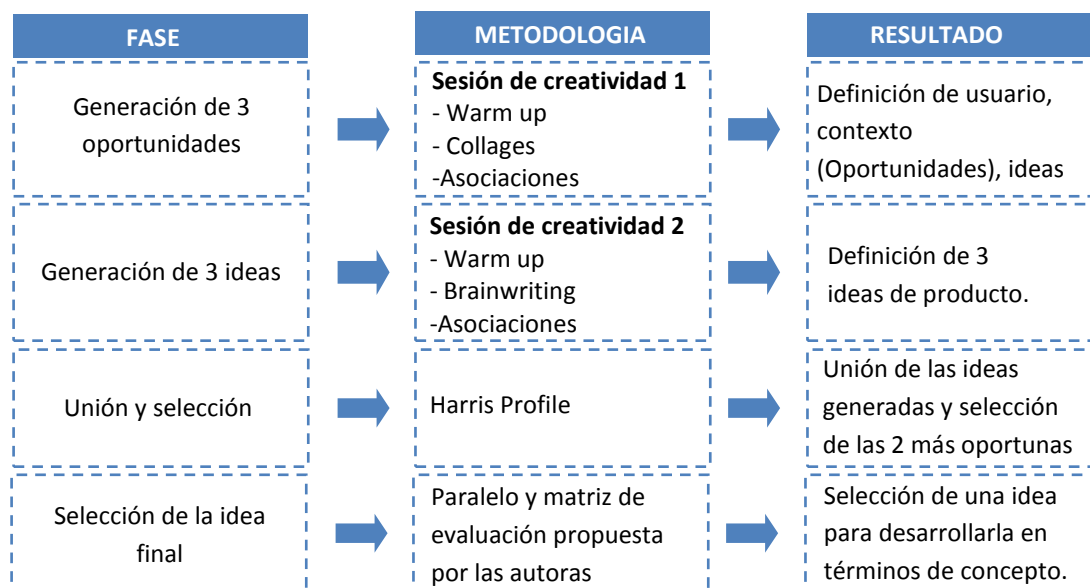 FASE
METODOLOGIA
RESULTADO
Generación de 3
oportunidades
Sesión de creatividad 1
- Warm up
- Collages
-Asociaciones
Definición de usuario,
contexto
(Oportunidades), ideas
Generación de 3 ideas
Sesión de creatividad 2
- Warm up
- Brainwriting
-Asociaciones
Definición de 3
ideas de producto.
Unión y selección
Harris Profile
Unión de las ideas
generadas y selección
de las 2 más oportunas
Selección de la idea
final
Paralelo y matriz de
evaluación propuesta
por las autoras
Selección de una idea
para desarrollarla en
términos de concepto.